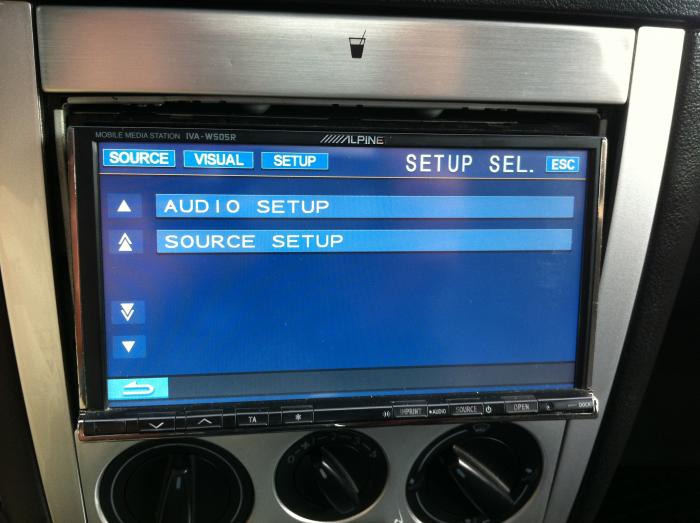 MOBILE MEDIA STATION IVA-W505R ALPINE
SOURCE VISUAL SETUP SETUP SEL. ESC
AUDIO SETUP
SOURCE SETUP
TA IMPRINT AUDIO SOURCE OPEN